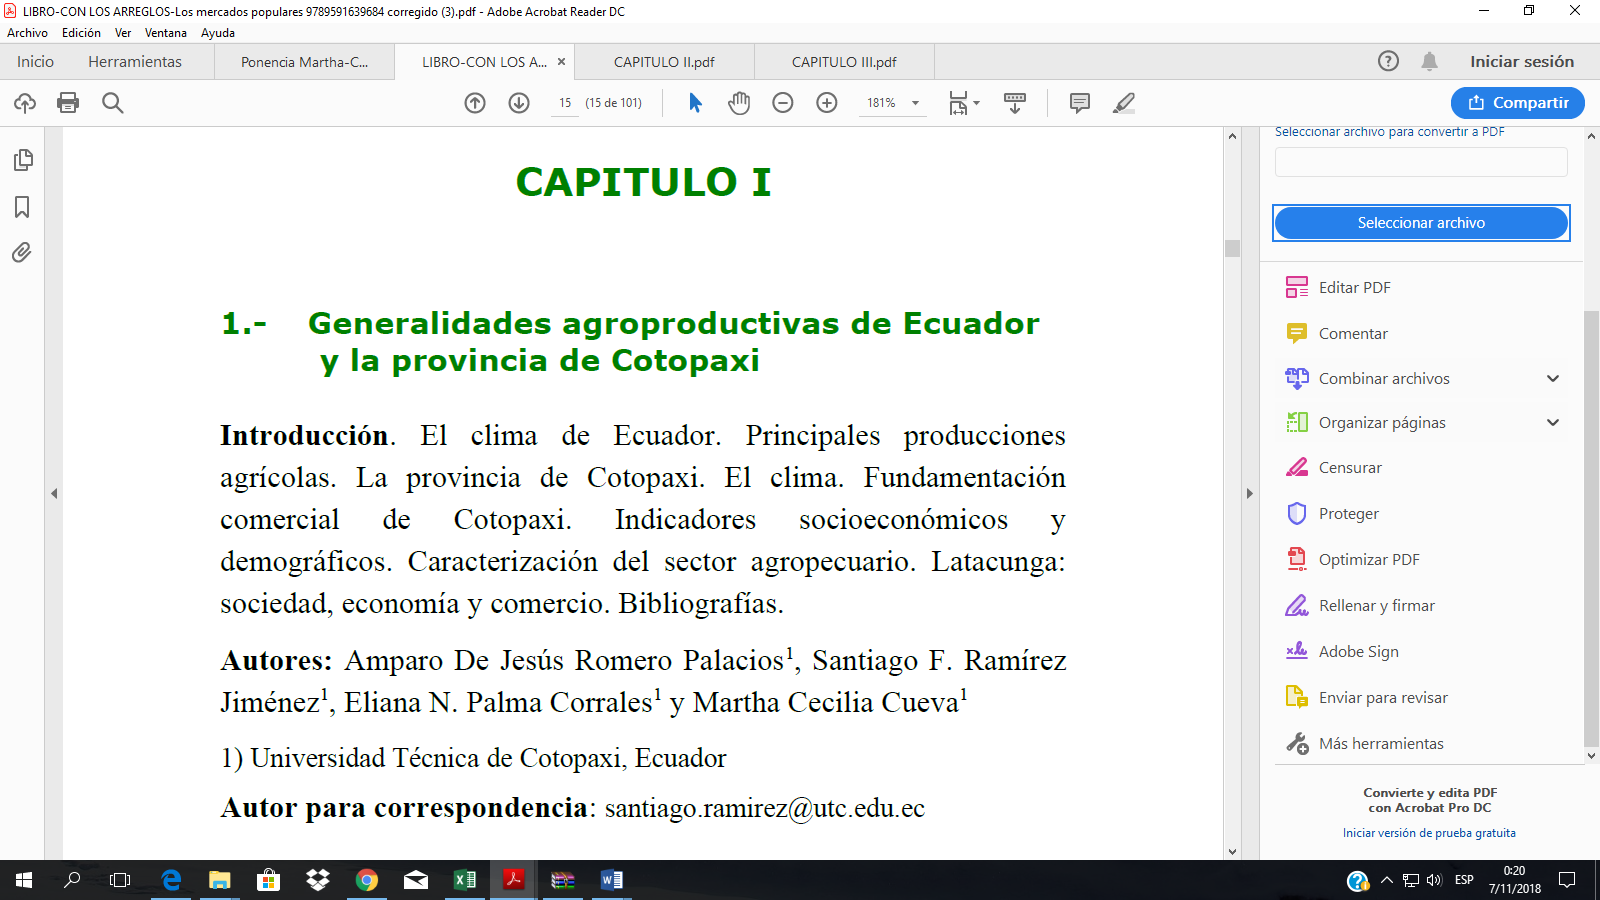 LIBRO-CON LOS ARREGLOS-Los mercados populares 9789591639684 corregido (3).pdf - Adobe Acrobat Reader DC
Archivo Edición Ver Ventana Ayuda
Inicio Herramientas Ponencia Martha-C... LIBRO-CON LOS A... × CAPITULO II.pdf CAPITULO III.pdf Iniciar sesión
15 (15 de 101) 181% Compartir
CAPITULO I
1.- Generalidades agroproductivas de Ecuador
y la provincia de Cotopaxi
Introducción. El clima de Ecuador. Principales producciones
agrícolas. La provincia de Cotopaxi. El clima. Fundamentación
comercial de Cotopaxi. Indicadores socioeconómicos y
demográficos. Caracterización del sector agropecuario. Latacunga:
sociedad, economía y comercio. Bibliografías.
Autores: Amparo De Jesús Romero Palacios¹, Santiago F. Ramírez
Jiménez¹, Eliana N. Palma Corrales¹ y Martha Cecilia Cueva¹
1) Universidad Técnica de Cotopaxi, Ecuador
Autor para correspondencia: santiago.ramirez@utc.edu.ec
Seleccionar archivo para convertir a PDF
Seleccionar archivo
Editar PDF
Comentar
Combinar archivos
Organizar páginas
Censurar
Proteger
Optimizar PDF
Rellenar y firmar
Adobe Sign
Enviar para revisar
Más herramientas
Convierte y edita PDF
con Acrobat Pro DC
Iniciar versión de prueba gratuita
ESP
0:20
7/11/2018